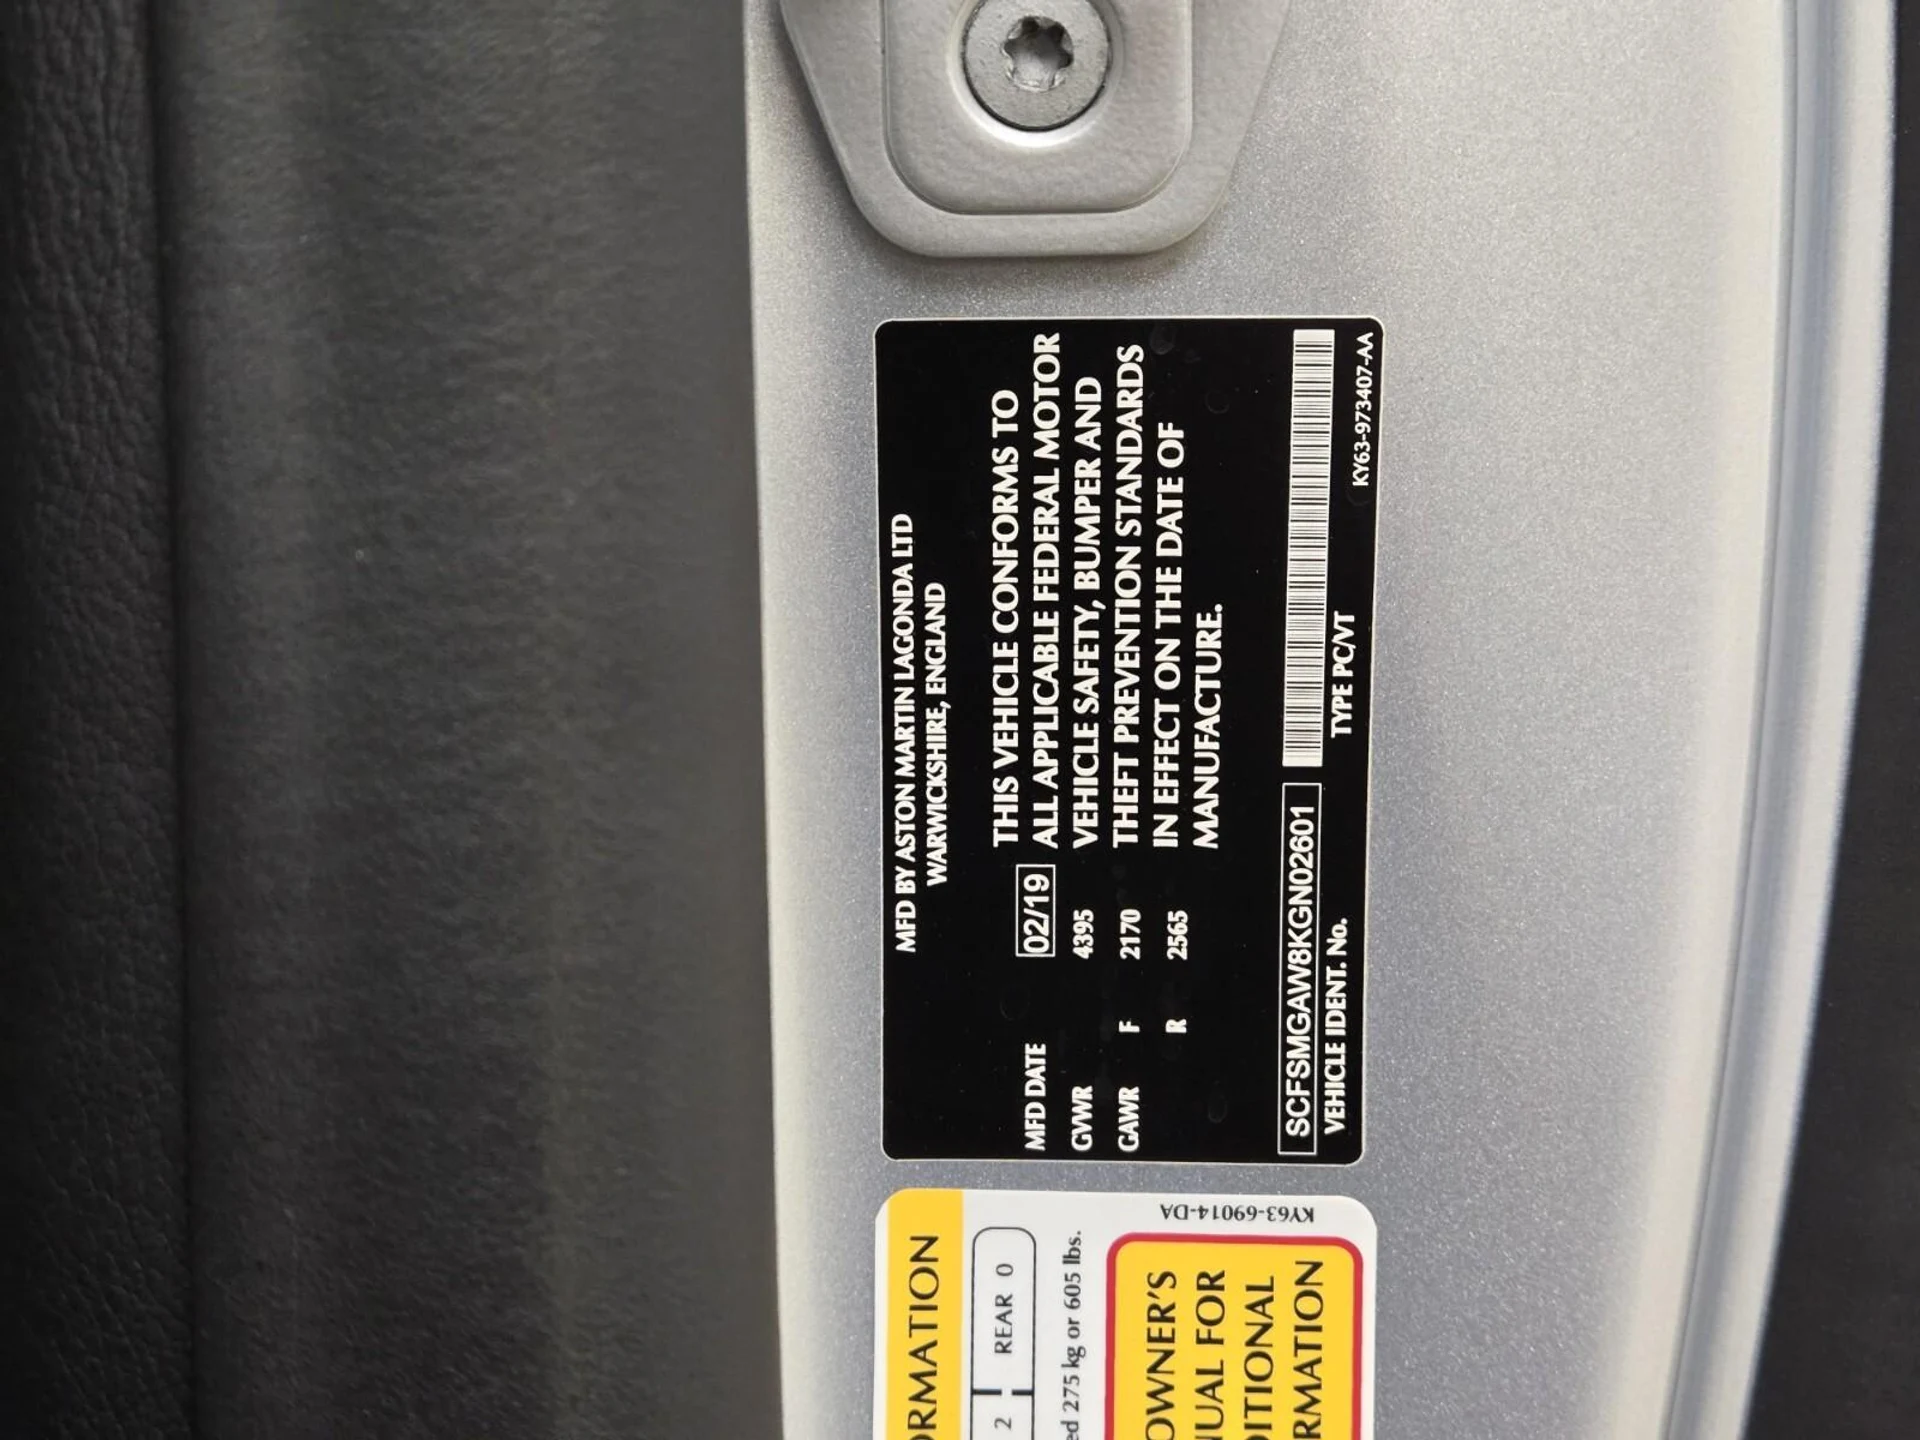 MFD BY ASTON MARTIN LAGONDA LTD
WARWICKSHIRE, ENGLAND
MFD DATE 02/19
GVWR 4395
GAWR F 2170
R 2565
THIS VEHICLE CONFORMS TO
ALL APPLICABLE FEDERAL MOTOR
VEHICLE SAFETY, BUMPER AND
THEFT PREVENTION STANDARDS
IN EFFECT ON THE DATE OF
MANUFACTURE.
SCFSMGAW8KGN02601
VEHICLE IDENT. No. TYPE PC/VT
KY63-973407-AA
ORMATION
2 REAR 0
ed 275 kg or 605 lbs.
OWNER'S
NUAL FOR
DITIONAL
RMATION
KY63-69014-DA